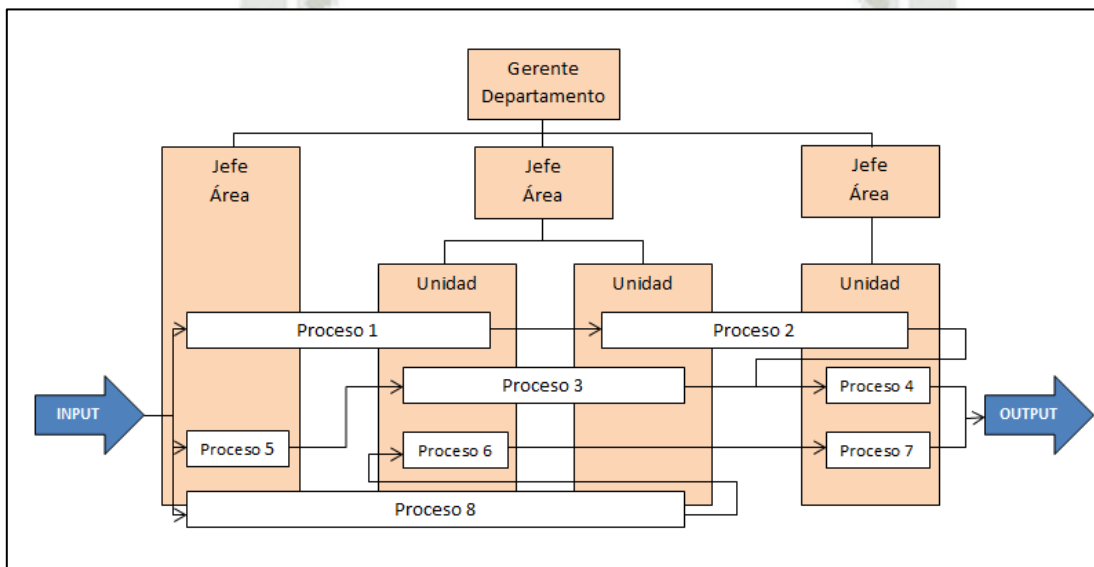 Gerente
Departamento
Jefe
Área
Jefe
Área
Jefe
Área
Unidad
Unidad
Unidad
Proceso 1
Proceso 2
Proceso 3
Proceso 4
INPUT
OUTPUT
Proceso 5
Proceso 6
Proceso 7
Proceso 8